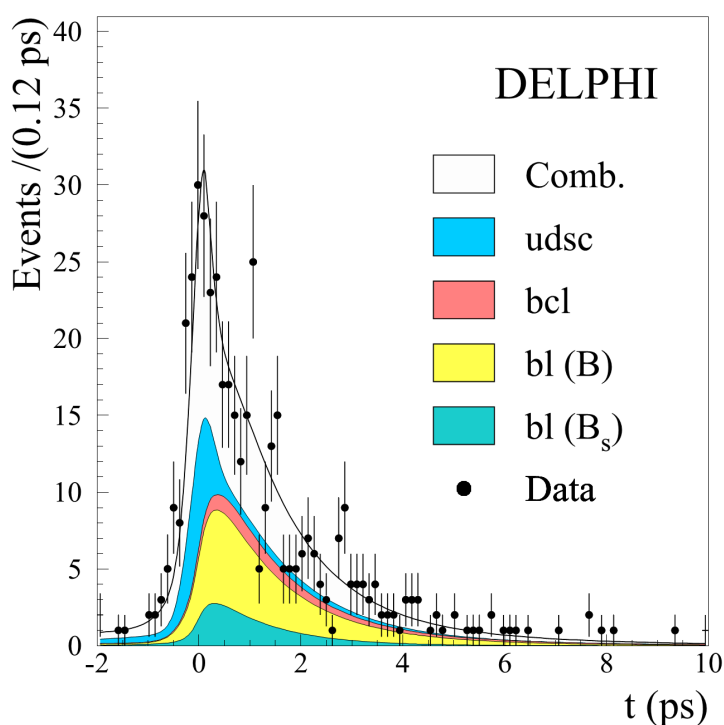 DELPHI
Events /(0.12 ps)
40
35
30
25
20
15
10
5
0
Comb.
udsc
bcl
bl (B)
bl (Bs)
Data
-2 0 2 4 6 8 10
t (ps)